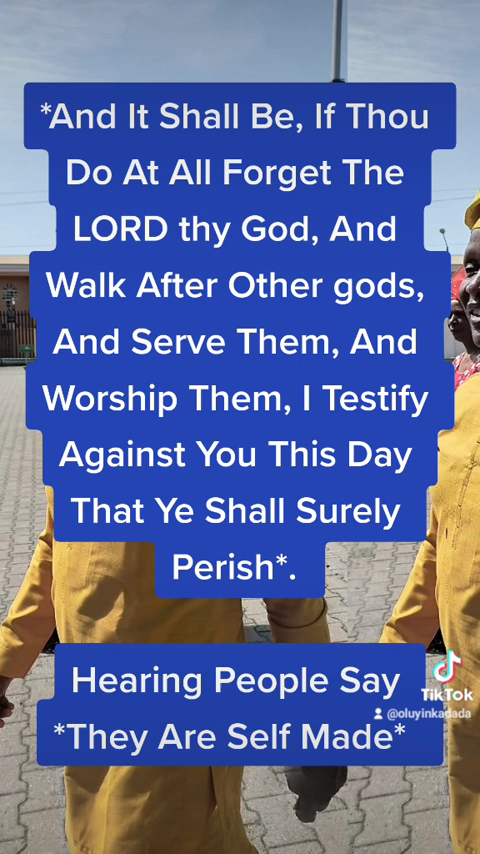 *And It Shall Be, If Thou
Do At All Forget The
LORD thy God, And
Walk After Other gods,
And Serve Them, And
Worship Them, I Testify
Against You This Day
That Ye Shall Surely
Perish*.
Hearing People Say
*They Are Self Made*
TikTok
@oluyinkadada